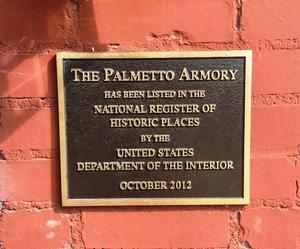 THE PALMETTO ARMORY
HAS BEEN LISTED IN THE
NATIONAL REGISTER OF
HISTORIC PLACES
BY THE
UNITED STATES
DEPARTMENT OF THE INTERIOR
OCTOBER 2012